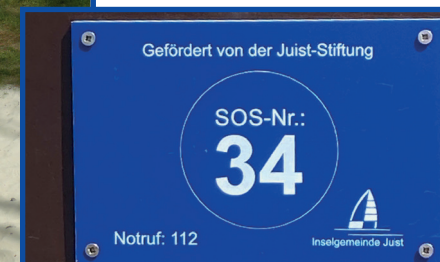 Gefördert von der Juist-Stiftung
SOS-Nr.:
34
Notruf: 112
Inselgemeinde Juist